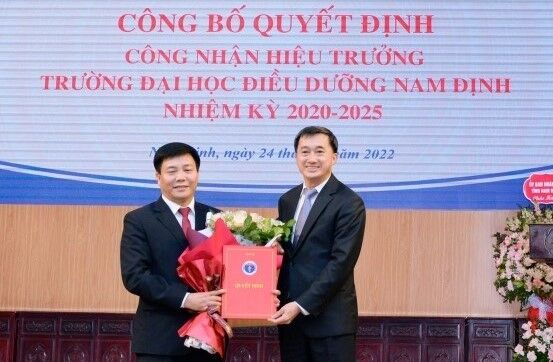 CÔNG BỐ QUYẾT ĐỊNH
CÔNG NHẬN HIỆU TRƯỞNG
TRƯỜNG ĐẠI HỌC ĐIỀU DƯỠNG NAM ĐỊNH
NHIỆM KỲ 2020-2025
ịnh, ngày 24 2022
QUYẾT ĐỊNH